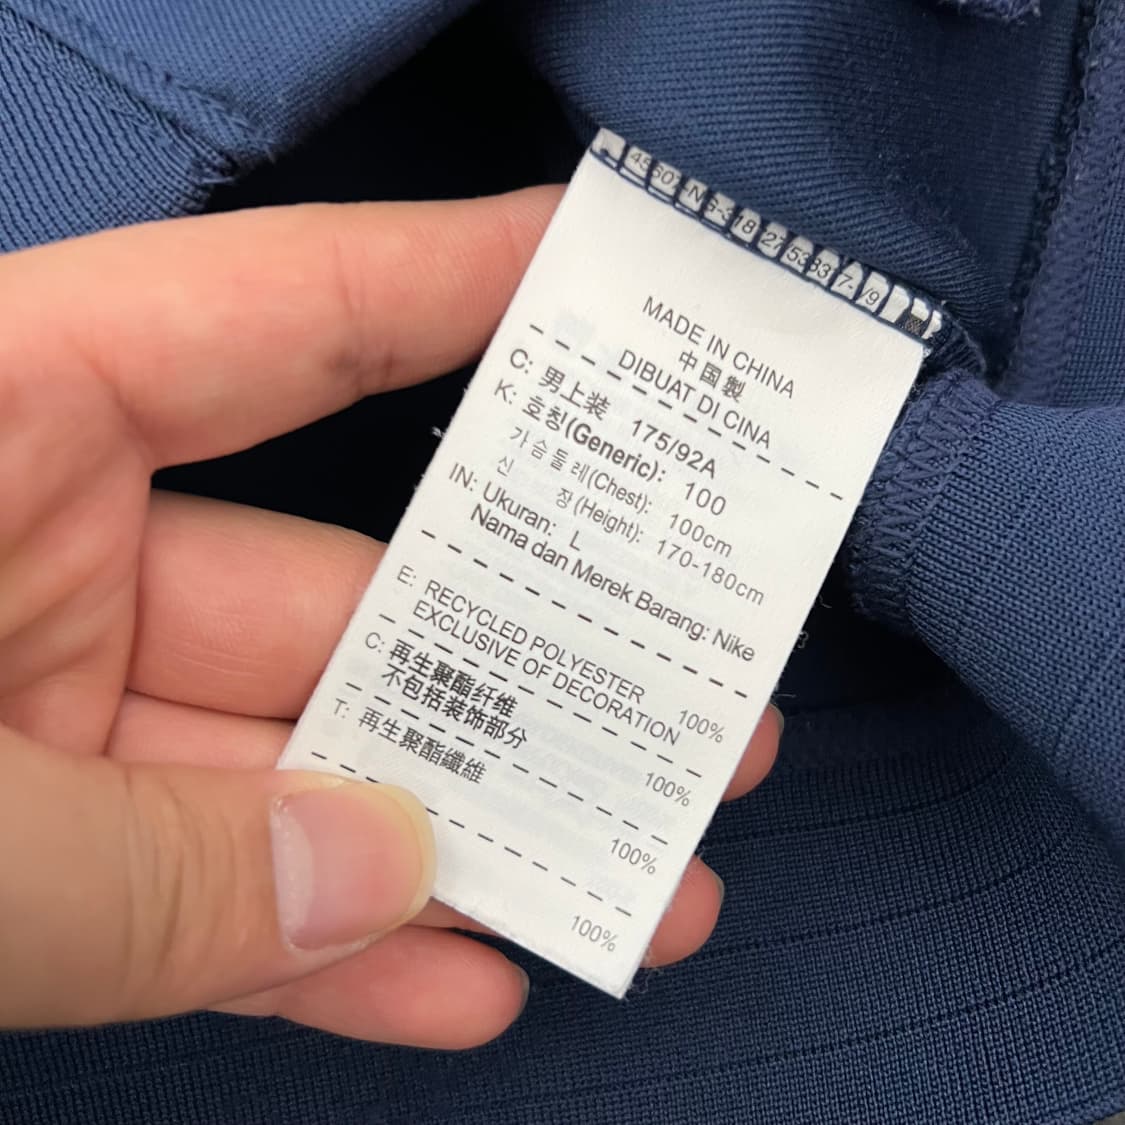 MADE IN CHINA
中国製
DIBUAT DI CINA
C: 男上装 175/92A
K: 호칭(Generic): 100
가슴둘레(Chest): 100cm
신 장(Height): 170-180cm
IN: Ukuran: L
Nama dan Merek Barang: Nike
E: RECYCLED POLYESTER 100%
EXCLUSIVE OF DECORATION
C: 再生聚酯纤维 100%
不包括装饰部分
T: 再生聚酯纖維 100%
100%